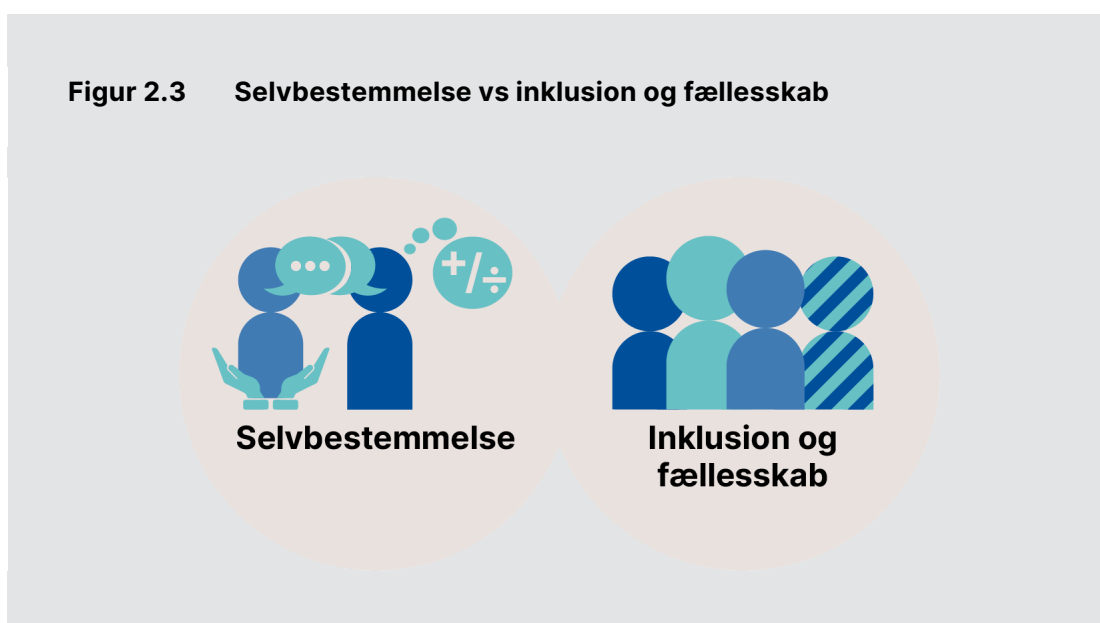 Figur 2.3 Selvbestemmelse vs inklusion og fællesskab
+/÷
Selvbestemmelse
Inklusion og
fællesskab